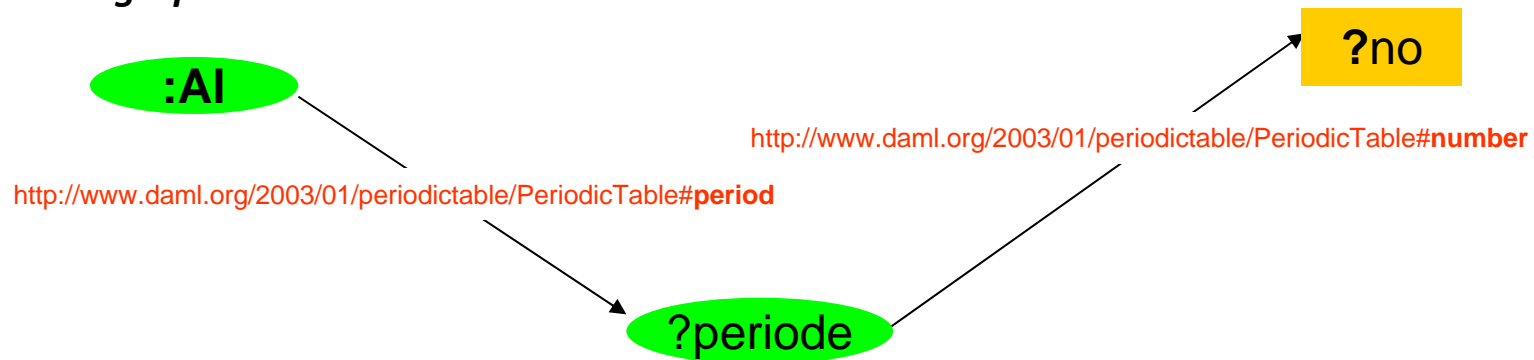 ?no
:Al
http://www.daml.org/2003/01/periodictable/PeriodicTable#number
http://www.daml.org/2003/01/periodictable/PeriodicTable#period
?periode